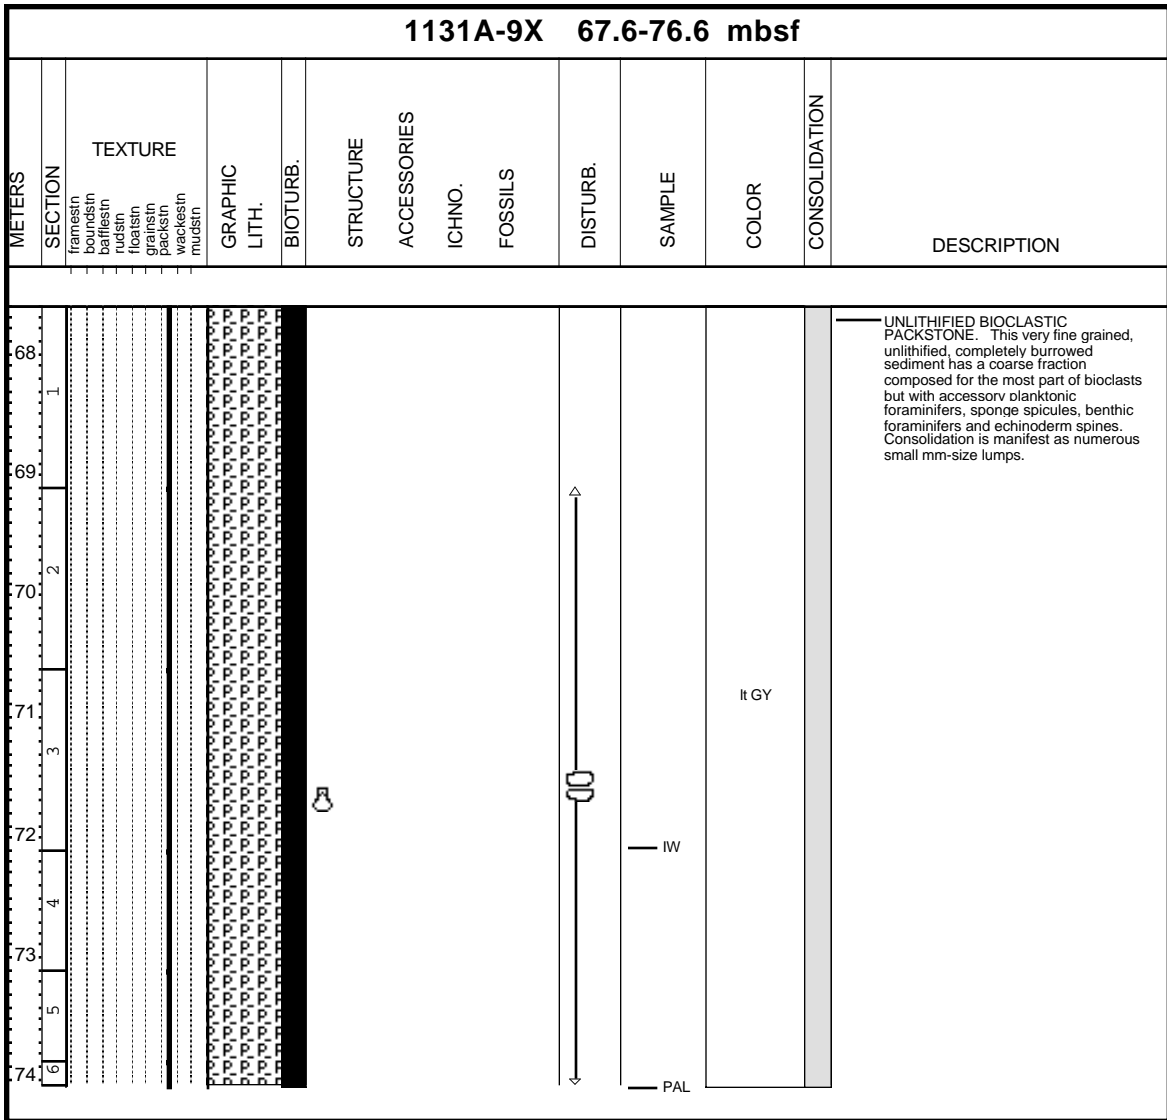 1131A-9X 67.6-76.6 mbsf
METERS
SECTION
TEXTURE
framestn
boundstn
bafflestn
rudstn
floatstn
grainstn
packstn
wackestn
mudstn
GRAPHIC
LITH.
BIOTURB.
STRUCTURE
ACCESSORIES
ICHNO.
FOSSILS
DISTURB.
SAMPLE
COLOR
CONSOLIDATION
DESCRIPTION
68
69
70
71
72
73
74
1
2
3
4
5
6
P P P P P
lt GY
IW
PAL
UNLITHIFIED BIOCLASTIC
PACKSTONE. This very fine grained,
unlithified, completely burrowed
sediment has a coarse fraction
composed for the most part of bioclasts
but with accessory planktonic
foraminifers, sponge spicules, benthic
foraminifers and echinoderm spines.
Consolidation is manifest as numerous
small mm-size lumps.